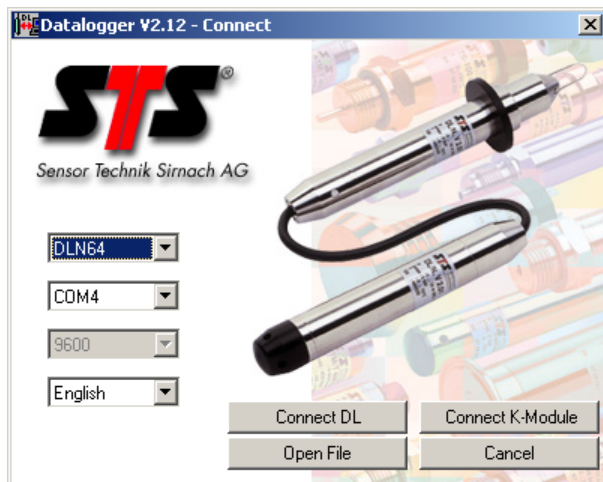 Datalogger V2.12 - Connect
STS®
Sensor Technik Sirnach AG
DLN64
COM4
9600
English
Connect DL
Connect K-Module
Open File
Cancel